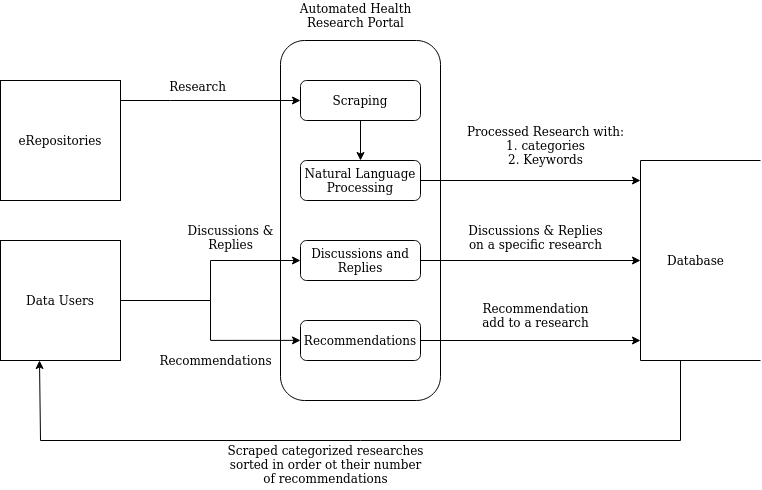 Automated Health
Research Portal
Research
Scraping
eRepositories
Processed Research with:
1. categories
2. Keywords
Natural Language
Processing
Discussions &
Replies
Discussions and
Replies
Discussions & Replies
on a specific research
Database
Data Users
Recommendation
add to a research
Recommendations
Recommendations
Scraped categorized researches
sorted in order ot their number
of recommendations